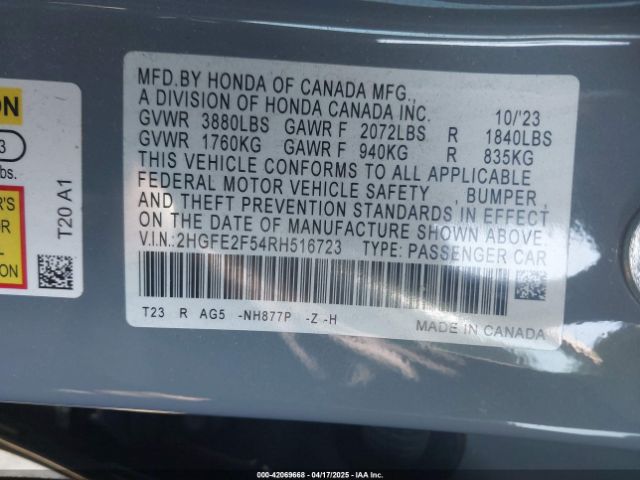 MFD.BY HONDA OF CANADA MFG.,
A DIVISION OF HONDA CANADA INC. 10/'23
GVWR 3880LBS GAWR F 2072LBS R 1840LBS
GVWR 1760KG GAWR F 940KG R 835KG
THIS VEHICLE CONFORMS TO ALL APPLICABLE
FEDERAL MOTOR VEHICLE SAFETY , BUMPER ,
AND THEFT PREVENTION STANDARDS IN EFFECT
ON THE DATE OF MANUFACTURE SHOWN ABOVE.
V.I.N.:2HGFE2F54RH516723 TYPE: PASSENGER CAR
T23 R AG5 -NH877P -Z -H
MADE IN CANADA
T20 A1
3
bs.
000-42069668 - 04/17/2025 - IAA Inc.